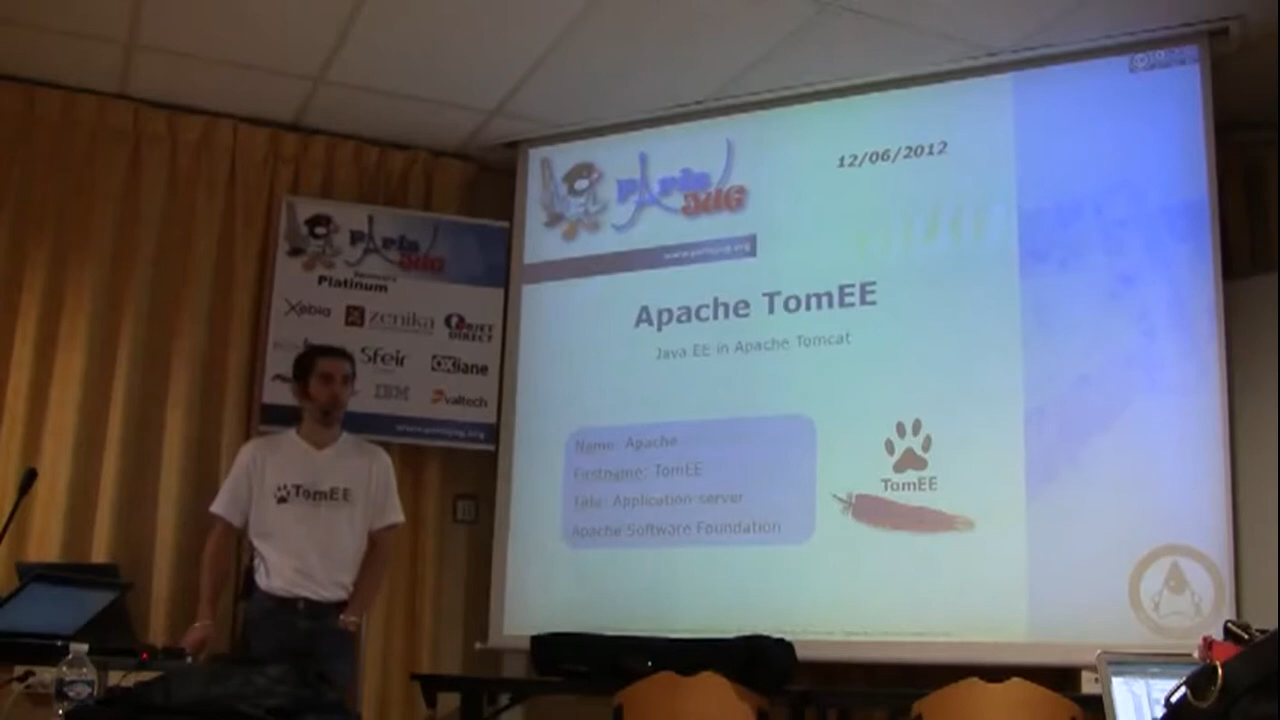 Paris
JUG
Platinum
Xebia
zenika
OBJET
DIRECT
Sfeir
OXiane
IBM
valtech
www.parisjug.org
TomEE
Paris
JUG
www.parisjug.org
12/06/2012
Apache TomEE
Java EE in Apache Tomcat
Name: Apache
Firstname: TomEE
Title: Application server
Apache Software Foundation
TomEE